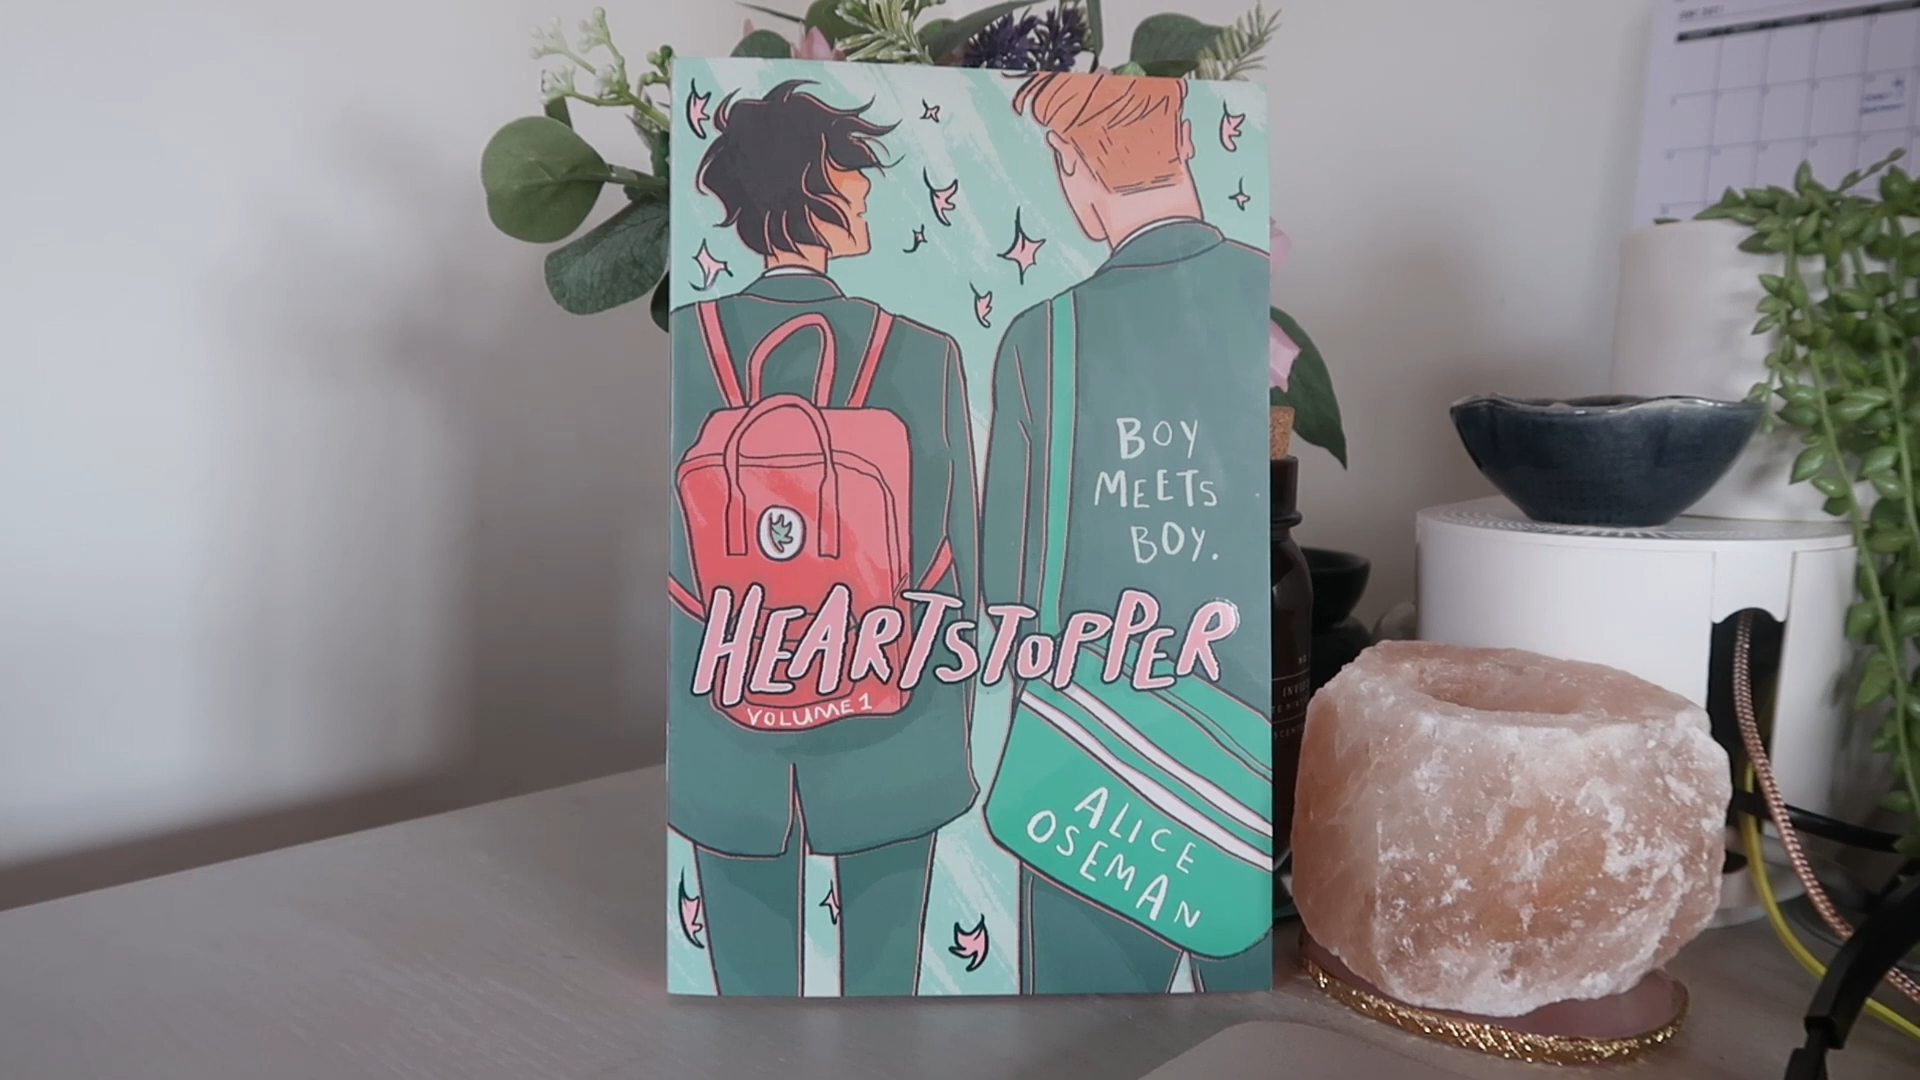 BOY
MEETS
BOY.
HEARTSTOPPER
VOLUME 1
ALICE
OSEMAN